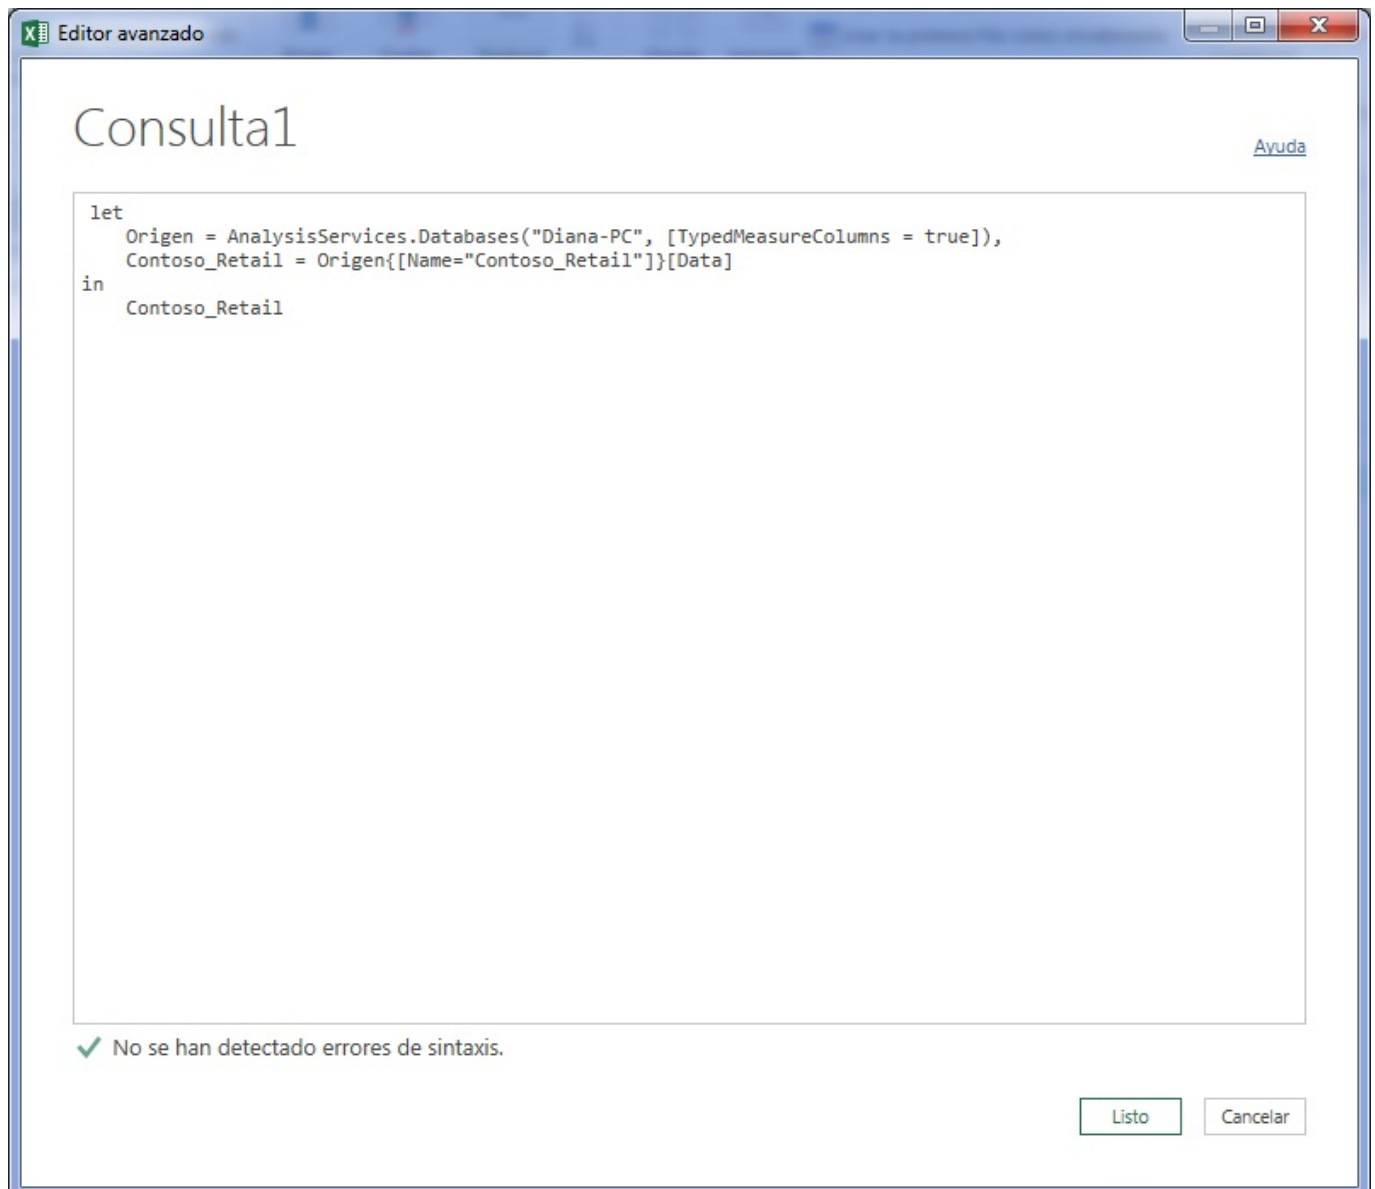 Editor avanzado
Consulta1
Ayuda
let
Origen = AnalysisServices.Databases("Diana-PC", [TypedMeasureColumns = true]),
Contoso_Retail = Origen{[Name="Contoso_Retail"]}[Data]
in
Contoso_Retail
No se han detectado errores de sintaxis.
Listo
Cancelar